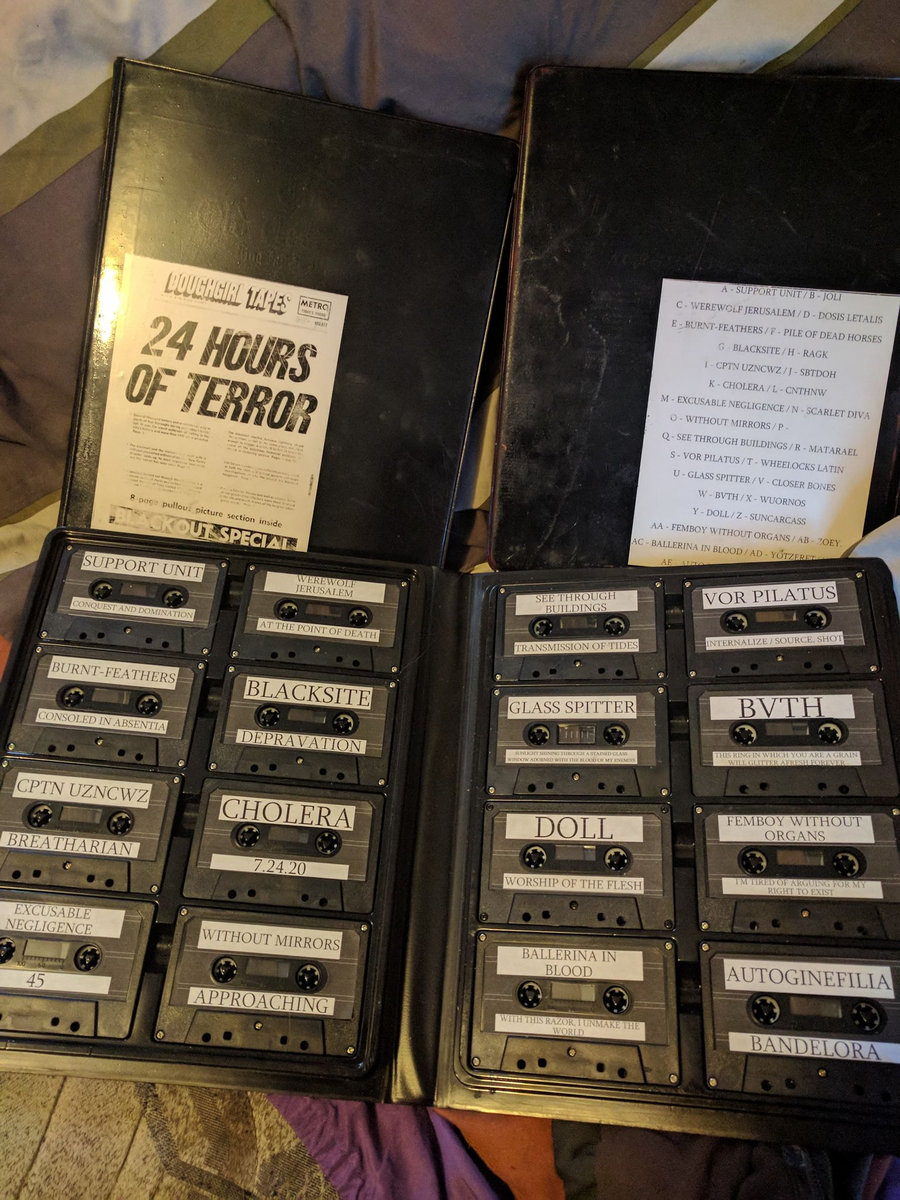 DOUGHGIRL TAPES
METRO
24 HOURS
OF TERROR
8-page pullout picture section inside
BLACKOUT SPECIAL
A - SUPPORT UNIT / B - JOLI
C - WEREWOLF JERUSALEM / D - DOSIS LETALIS
E - BURNT-FEATHERS / F - PILE OF DEAD HORSES
G - BLACKSITE / H - RAGK
I - CPTN UZNCWZ / J - SBTDOH
K - CHOLERA / L - CNTHNW
M - EXCUSABLE NEGLIGENCE / N - SCARLET DIVA
O - WITHOUT MIRRORS / P -
Q - SEE THROUGH BUILDINGS / R - MATARAEL
S - VOR PILATUS / T - WHEELOCKS LATIN
U - GLASS SPITTER / V - CLOSER BONES
W - BVTH / X - WUORNOS
Y - DOLL / Z - SUNCARCASS
AA - FEMBOY WITHOUT ORGANS / AB - ZOEY
AC - BALLERINA IN BLOOD / AD - YOTZERET
SUPPORT UNIT
CONQUEST AND DOMINATION
WEREWOLF
JERUSALEM
AT THE POINT OF DEATH
BURNT-FEATHERS
CONSOLED IN ABSENTIA
BLACKSITE
DEPRAVATION
CPTN UZNCWZ
BREATHARIAN
CHOLERA
7.24.20
EXCUSABLE
NEGLIGENCE
45
WITHOUT MIRRORS
APPROACHING
SEE THROUGH
BUILDINGS
TRANSMISSION OF TIDES
VOR PILATUS
INTERNALIZE / SOURCE, SHOT
GLASS SPITTER
SUNLIGHT SHINING THROUGH A STAINED GLASS
WINDOW ADORNED WITH THE BLOOD OF MY ENEMIES
BVTH
THIS RING IN WHICH YOU ARE A GRAIN
WILL GLITTER AFRESH FOREVER
DOLL
WORSHIP OF THE FLESH
FEMBOY WITHOUT
ORGANS
I'M TIRED OF ARGUING FOR MY
RIGHT TO EXIST
BALLERINA IN
BLOOD
WITH THIS RAZOR, I UNMAKE THE
WORLD
AUTOGINEFILIA
BANDELORA